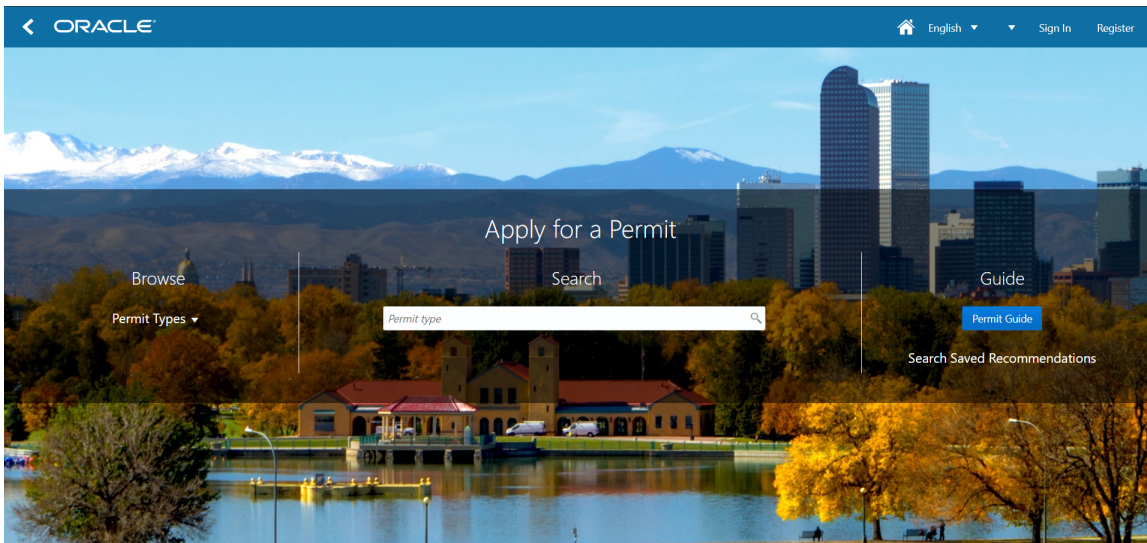 ORACLE
English
Sign In
Register
Apply for a Permit
Browse
Search
Guide
Permit Types
Permit type
Permit Guide
Search Saved Recommendations